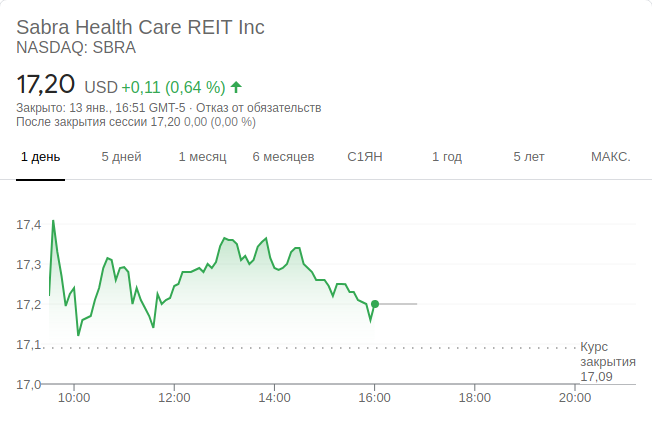 Sabra Health Care REIT Inc
NASDAQ: SBRA
17,20 USD +0,11 (0,64 %)
Закрыто: 13 янв., 16:51 GMT-5 · Отказ от обязательств
После закрытия сессии 17,20 0,00 (0,00 %)
1 день 5 дней 1 месяц 6 месяцев С1ЯН 1 год 5 лет МАКС.
17,4
17,3
17,2
17,1
Курс
закрытия
17,09
17,0
10:00 12:00 14:00 16:00 18:00 20:00